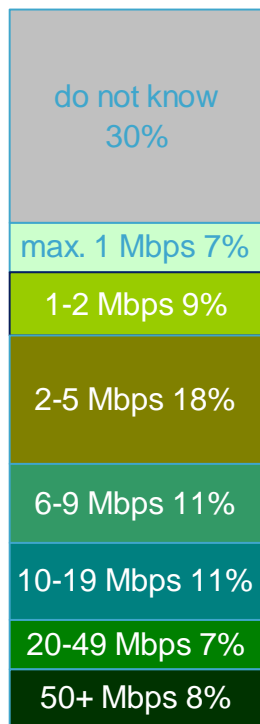 do not know
30%
max. 1 Mbps 7%
1-2 Mbps 9%
2-5 Mbps 18%
6-9 Mbps 11%
10-19 Mbps 11%
20-49 Mbps 7%
50+ Mbps 8%